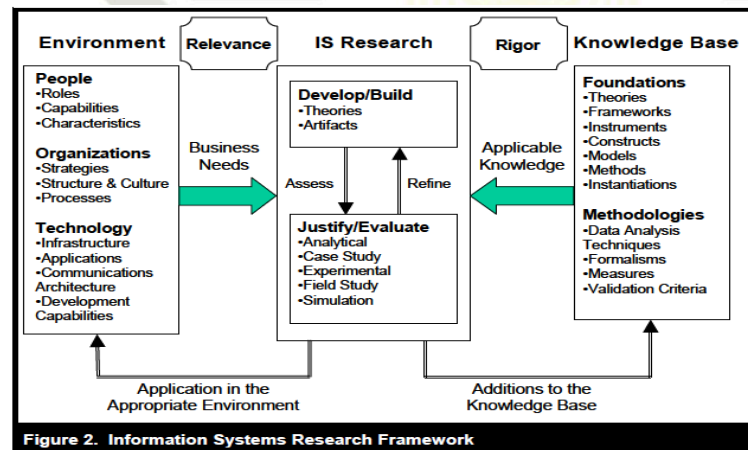 Environment
Relevance
IS Research
Rigor
Knowledge Base
People
•Roles
•Capabilities
•Characteristics
Organizations
•Strategies
•Structure & Culture
•Processes
Technology
•Infrastructure
•Applications
•Communications
Architecture
•Development
Capabilities
Business
Needs
Develop/Build
•Theories
•Artifacts
Assess
Refine
Justify/Evaluate
•Analytical
•Case Study
•Experimental
•Field Study
•Simulation
Applicable
Knowledge
Foundations
•Theories
•Frameworks
•Instruments
•Constructs
•Models
•Methods
•Instantiations
Methodologies
•Data Analysis
Techniques
•Formalisms
•Measures
•Validation Criteria
Application in the
Appropriate Environment
Additions to the
Knowledge Base
Figure 2. Information Systems Research Framework